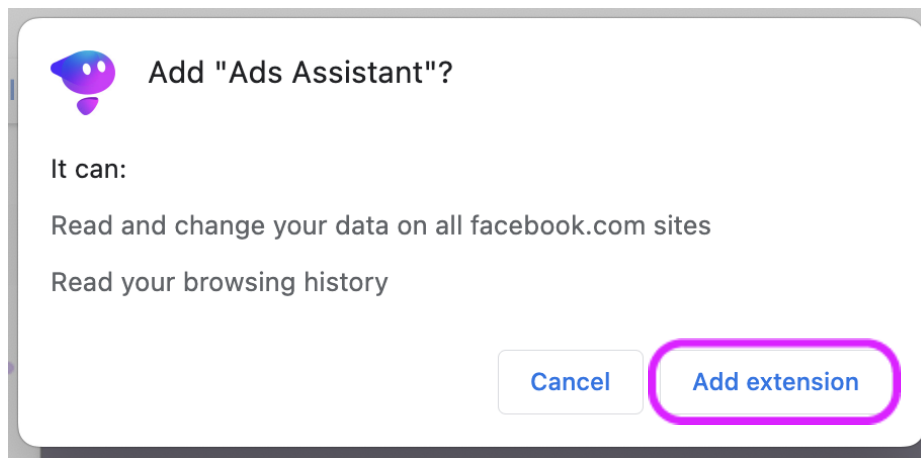 Add "Ads Assistant"?
It can:
Read and change your data on all facebook.com sites
Read your browsing history
Cancel
Add extension